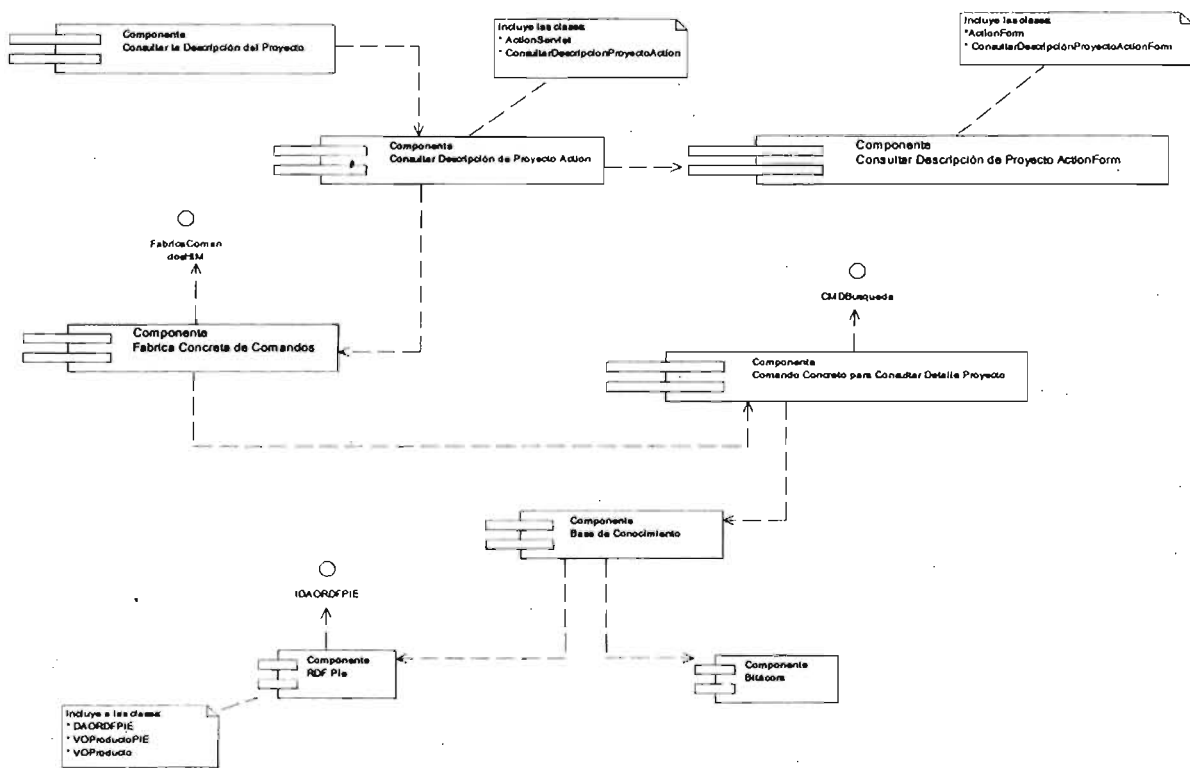 Componente
Consultar la Descripción del Proyecto
Incluye las clases:
* ActionServlet
* ConsultarDescripcionProyectoAction
Incluye las clases:
*ActionForm
* ConsultarDescripciónProyectoActionForm
Componente
Consultar Descripción de Proyecto Action
Componente
Consultar Descripción de Proyecto ActionForm
FabricaComan
dosHIM
CMDBusqueda
Componente
Fabrica Concreta de Comandos
Componente
Comando Concreto para Consultar Detalle Proyecto
Componente
Base de Conocimiento
IDAORDFPIE
Componente
RDF Pie
Componente
Bitácora
Incluye a las clases:
* DAORDFPIE
* VOProductoPIE
* VOProducto